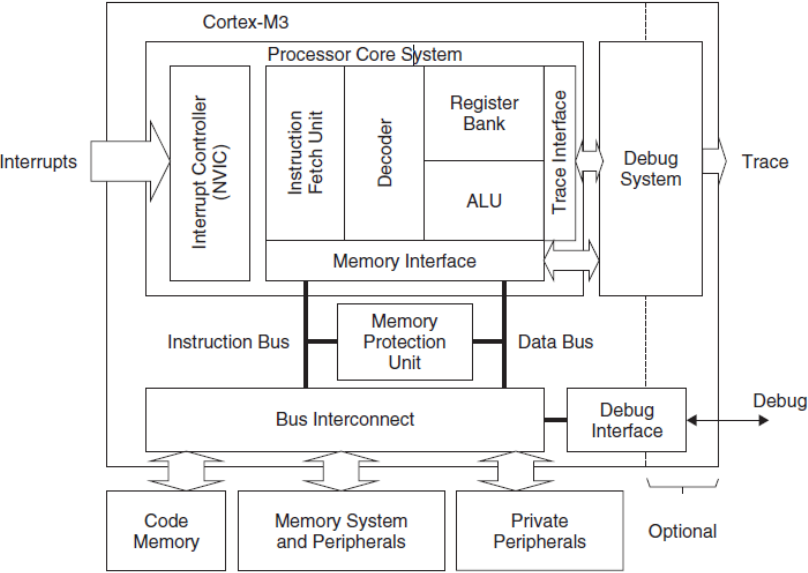 Cortex-M3
Processor Core System
Interrupts
Interrupt Controller
(NVIC)
Instruction
Fetch Unit
Decoder
Register
Bank
ALU
Trace Interface
Debug
System
Trace
Memory Interface
Instruction Bus
Memory
Protection
Unit
Data Bus
Bus Interconnect
Debug
Interface
Debug
Code
Memory
Memory System
and Peripherals
Private
Peripherals
Optional